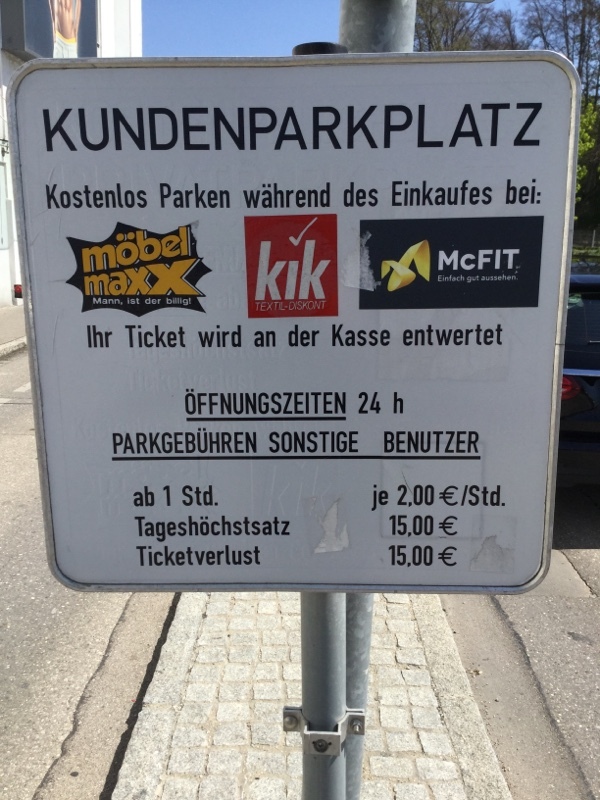 KUNDENPARKPLATZ
Kostenlos Parken während des Einkaufes bei:
möbel
maxx
Mann, ist der billig!
kik
TEXTIL-DISKONT
McFIT
Einfach gut aussehen.
Ihr Ticket wird an der Kasse entwertet
ÖFFNUNGSZEITEN 24 h
PARKGEBÜHREN SONSTIGE BENUTZER
ab 1 Std. je 2,00 €/Std.
Tageshöchstsatz 15,00 €
Ticketverlust 15,00 €